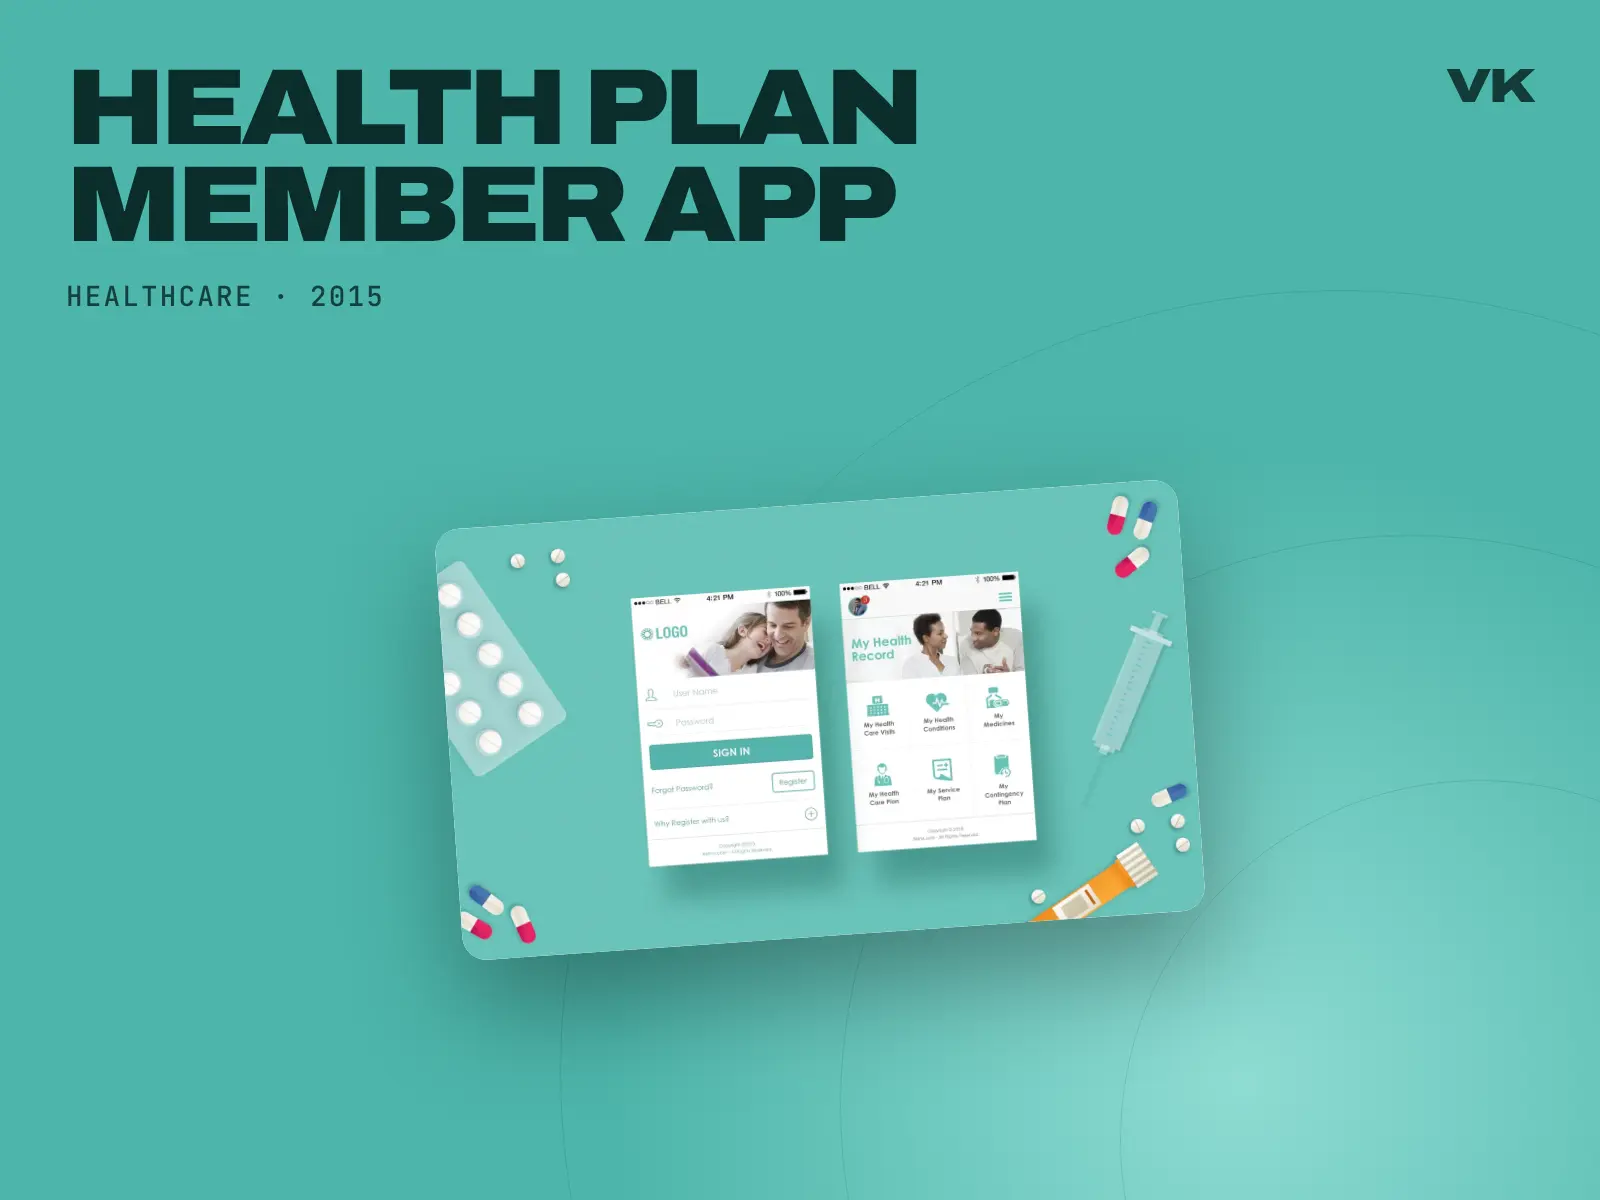 HEALTH PLAN
MEMBER APP
VK
HEALTHCARE · 2015
BELL
4:21 PM
100%
LOGO
User Name
Password
SIGN IN
Forgot Password?
Register
Why Register with us?
BELL
4:21 PM
100%
My Health
Record
My Health
Care Visits
My Health
Conditions
My
Medicines
My Health
Care Plan
My Service
Plan
My
Contingency
Plan